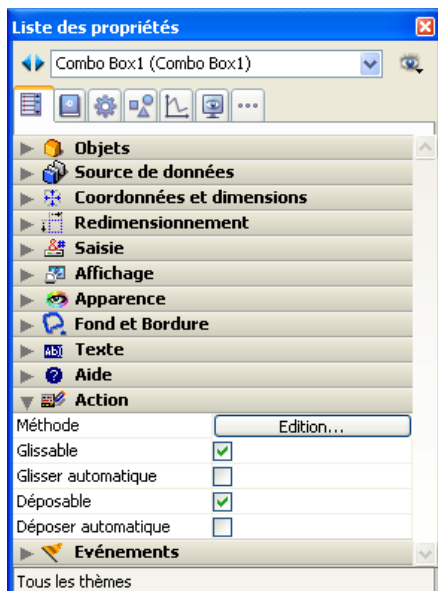 Liste des propriétés
Combo Box1 (Combo Box1)
Objets
Source de données
Coordonnées et dimensions
Redimensionnement
Saisie
Affichage
Apparence
Fond et Bordure
Texte
Aide
Action
Méthode Edition...
Glissable
Glisser automatique
Déposable
Déposer automatique
Evénements
Tous les thèmes